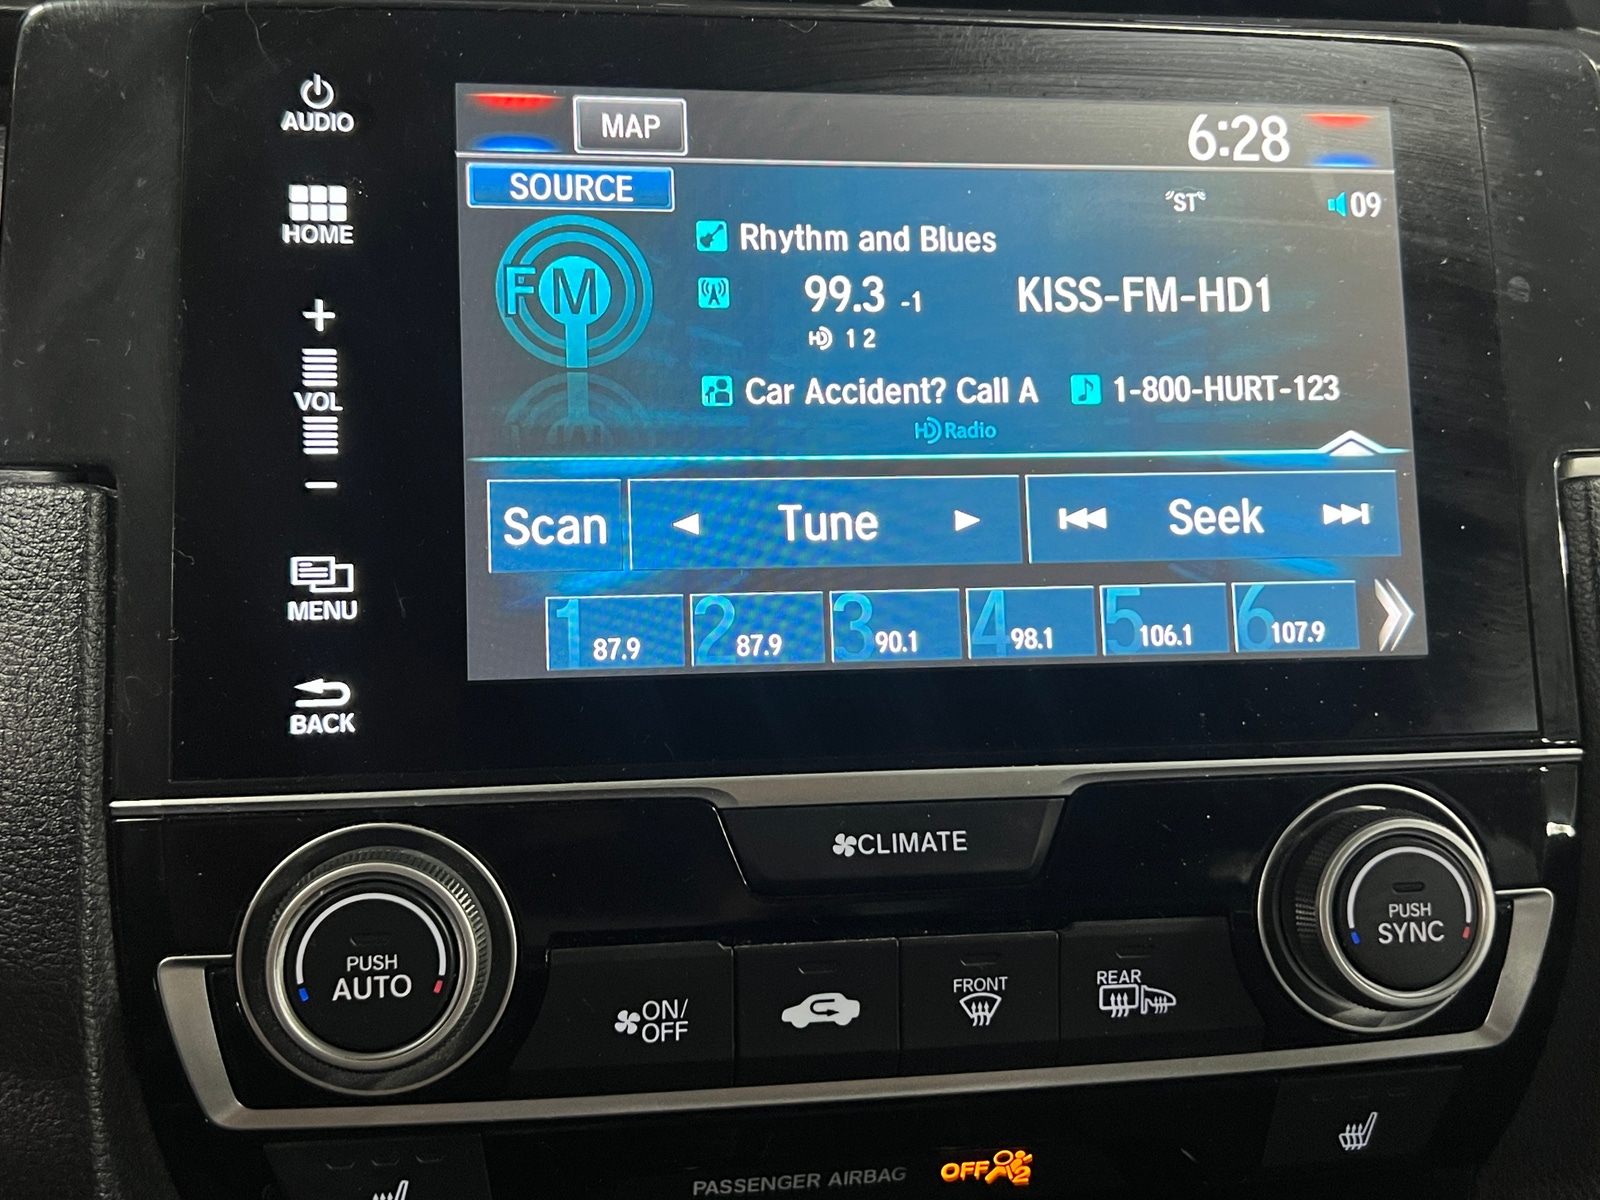 AUDIO
MAP
6:28
SOURCE
"ST"
09
HOME
Rhythm and Blues
FM
99.3 -1 KISS-FM-HD1
HD 1 2
+
VOL
-
Car Accident? Call A 1-800-HURT-123
HD Radio
Scan Tune Seek
MENU
1 87.9 2 87.9 3 90.1 4 98.1 5 106.1 6 107.9
BACK
CLIMATE
PUSH
AUTO
PUSH
SYNC
ON/
OFF
FRONT
REAR
PASSENGER AIRBAG OFF 2